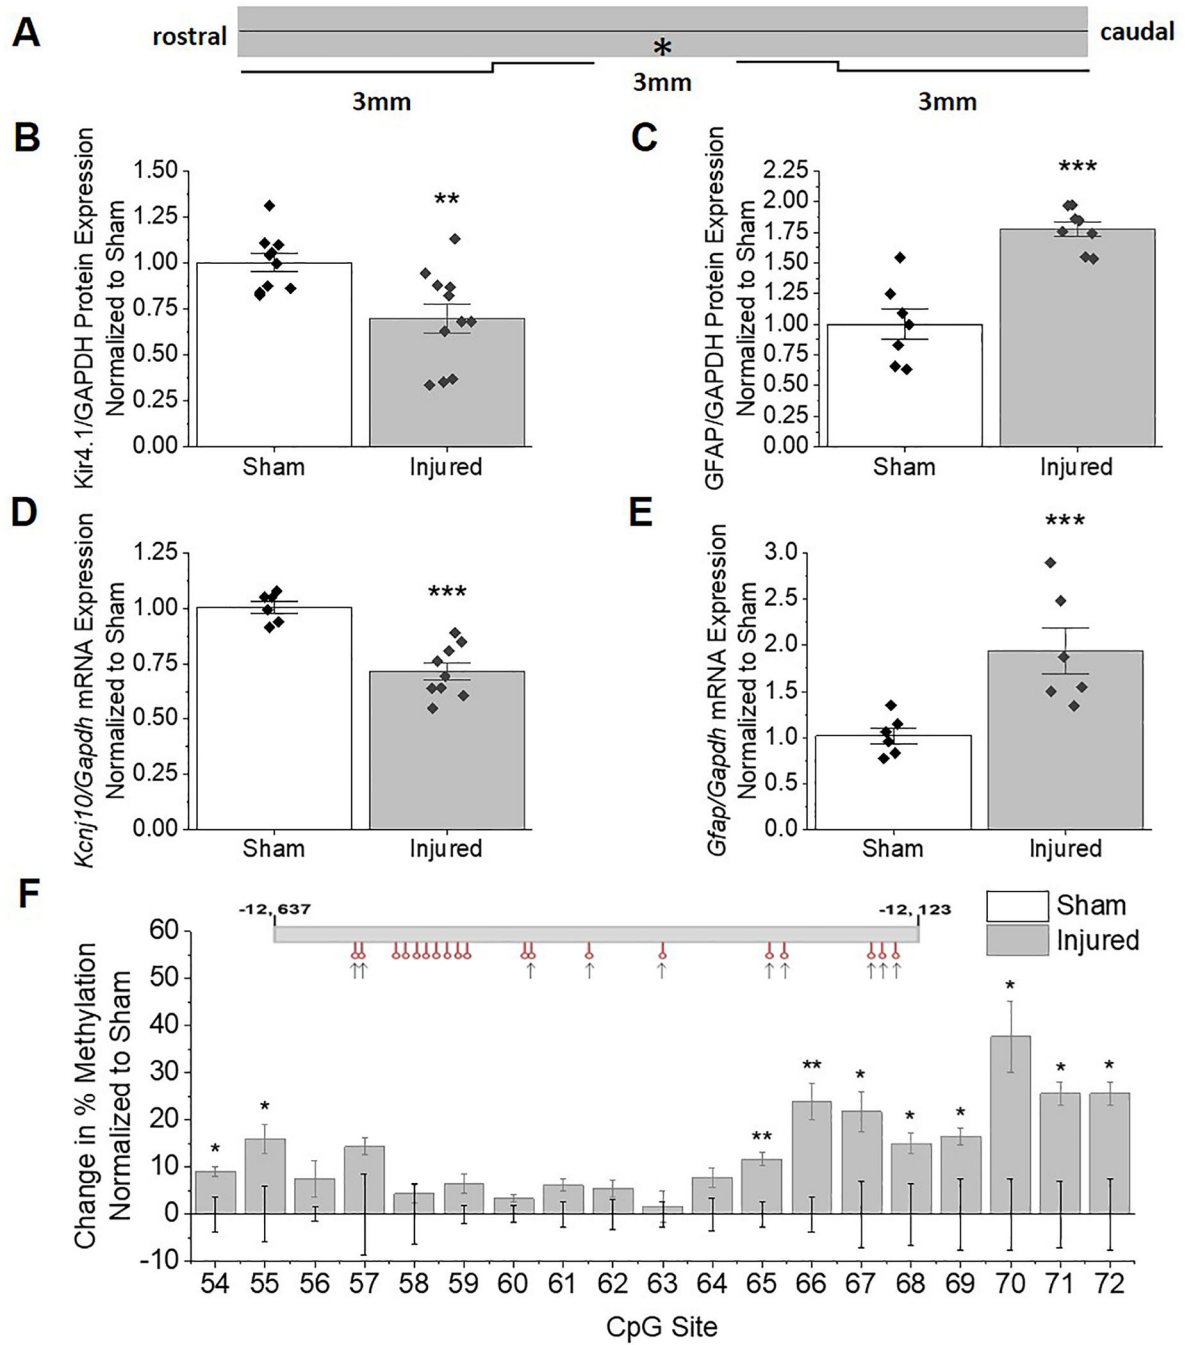 A
rostral
*
caudal
3mm
3mm
3mm
B
Kir4.1/GAPDH Protein Expression
Normalized to Sham
1.50
1.25
1.00
0.75
0.50
0.25
0.00
**
Sham
Injured
C
GFAP/GAPDH Protein Expression
Normalized to Sham
2.25
2.00
1.75
1.50
1.25
1.00
0.75
0.50
0.25
0.00
***
Sham
Injured
D
Kcnj10/Gapdh mRNA Expression
Normalized to Sham
1.25
1.00
0.75
0.50
0.25
0.00
***
Sham
Injured
E
Gfap/Gapdh mRNA Expression
Normalized to Sham
3.0
2.5
2.0
1.5
1.0
0.5
0.0
***
Sham
Injured
F
-12, 637
-12, 123
Sham
Injured
Change in % Methylation
Normalized to Sham
60
50
40
30
20
10
0
-10
* * ** ** * * * * * *
54 55 56 57 58 59 60 61 62 63 64 65 66 67 68 69 70 71 72
CpG Site